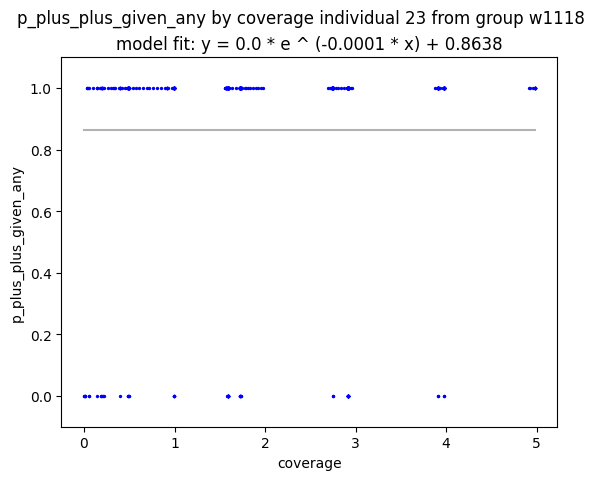 p_plus_plus_given_any by coverage individual 23 from group w1118
model fit: y = 0.0 * e ^ (-0.0001 * x) + 0.8638
1.0
0.8
0.6
0.4
0.2
0.0
p_plus_plus_given_any
0 1 2 3 4 5
coverage